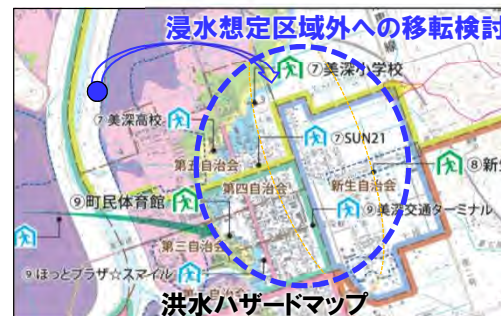 浸水想定区域外への移転検討
⑦美深小学校
⑦美深高校
⑦SUN21
第五自治会
⑧新生
第四自治会
新生自治会
⑨町民体育館
⑨美深交通ターミナル
第三自治会
⑨ほっとプラザ☆スマイル
洪水ハザードマップ